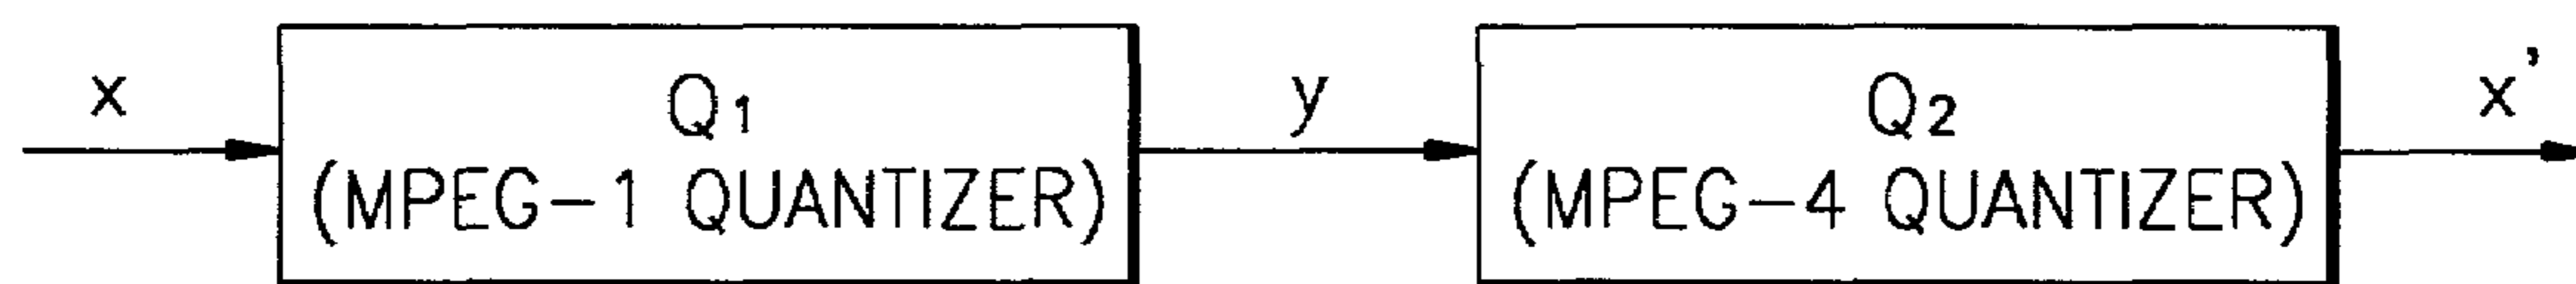 x
Q1
(MPEG-1 QUANTIZER)
y
Q2
(MPEG-4 QUANTIZER)
x'